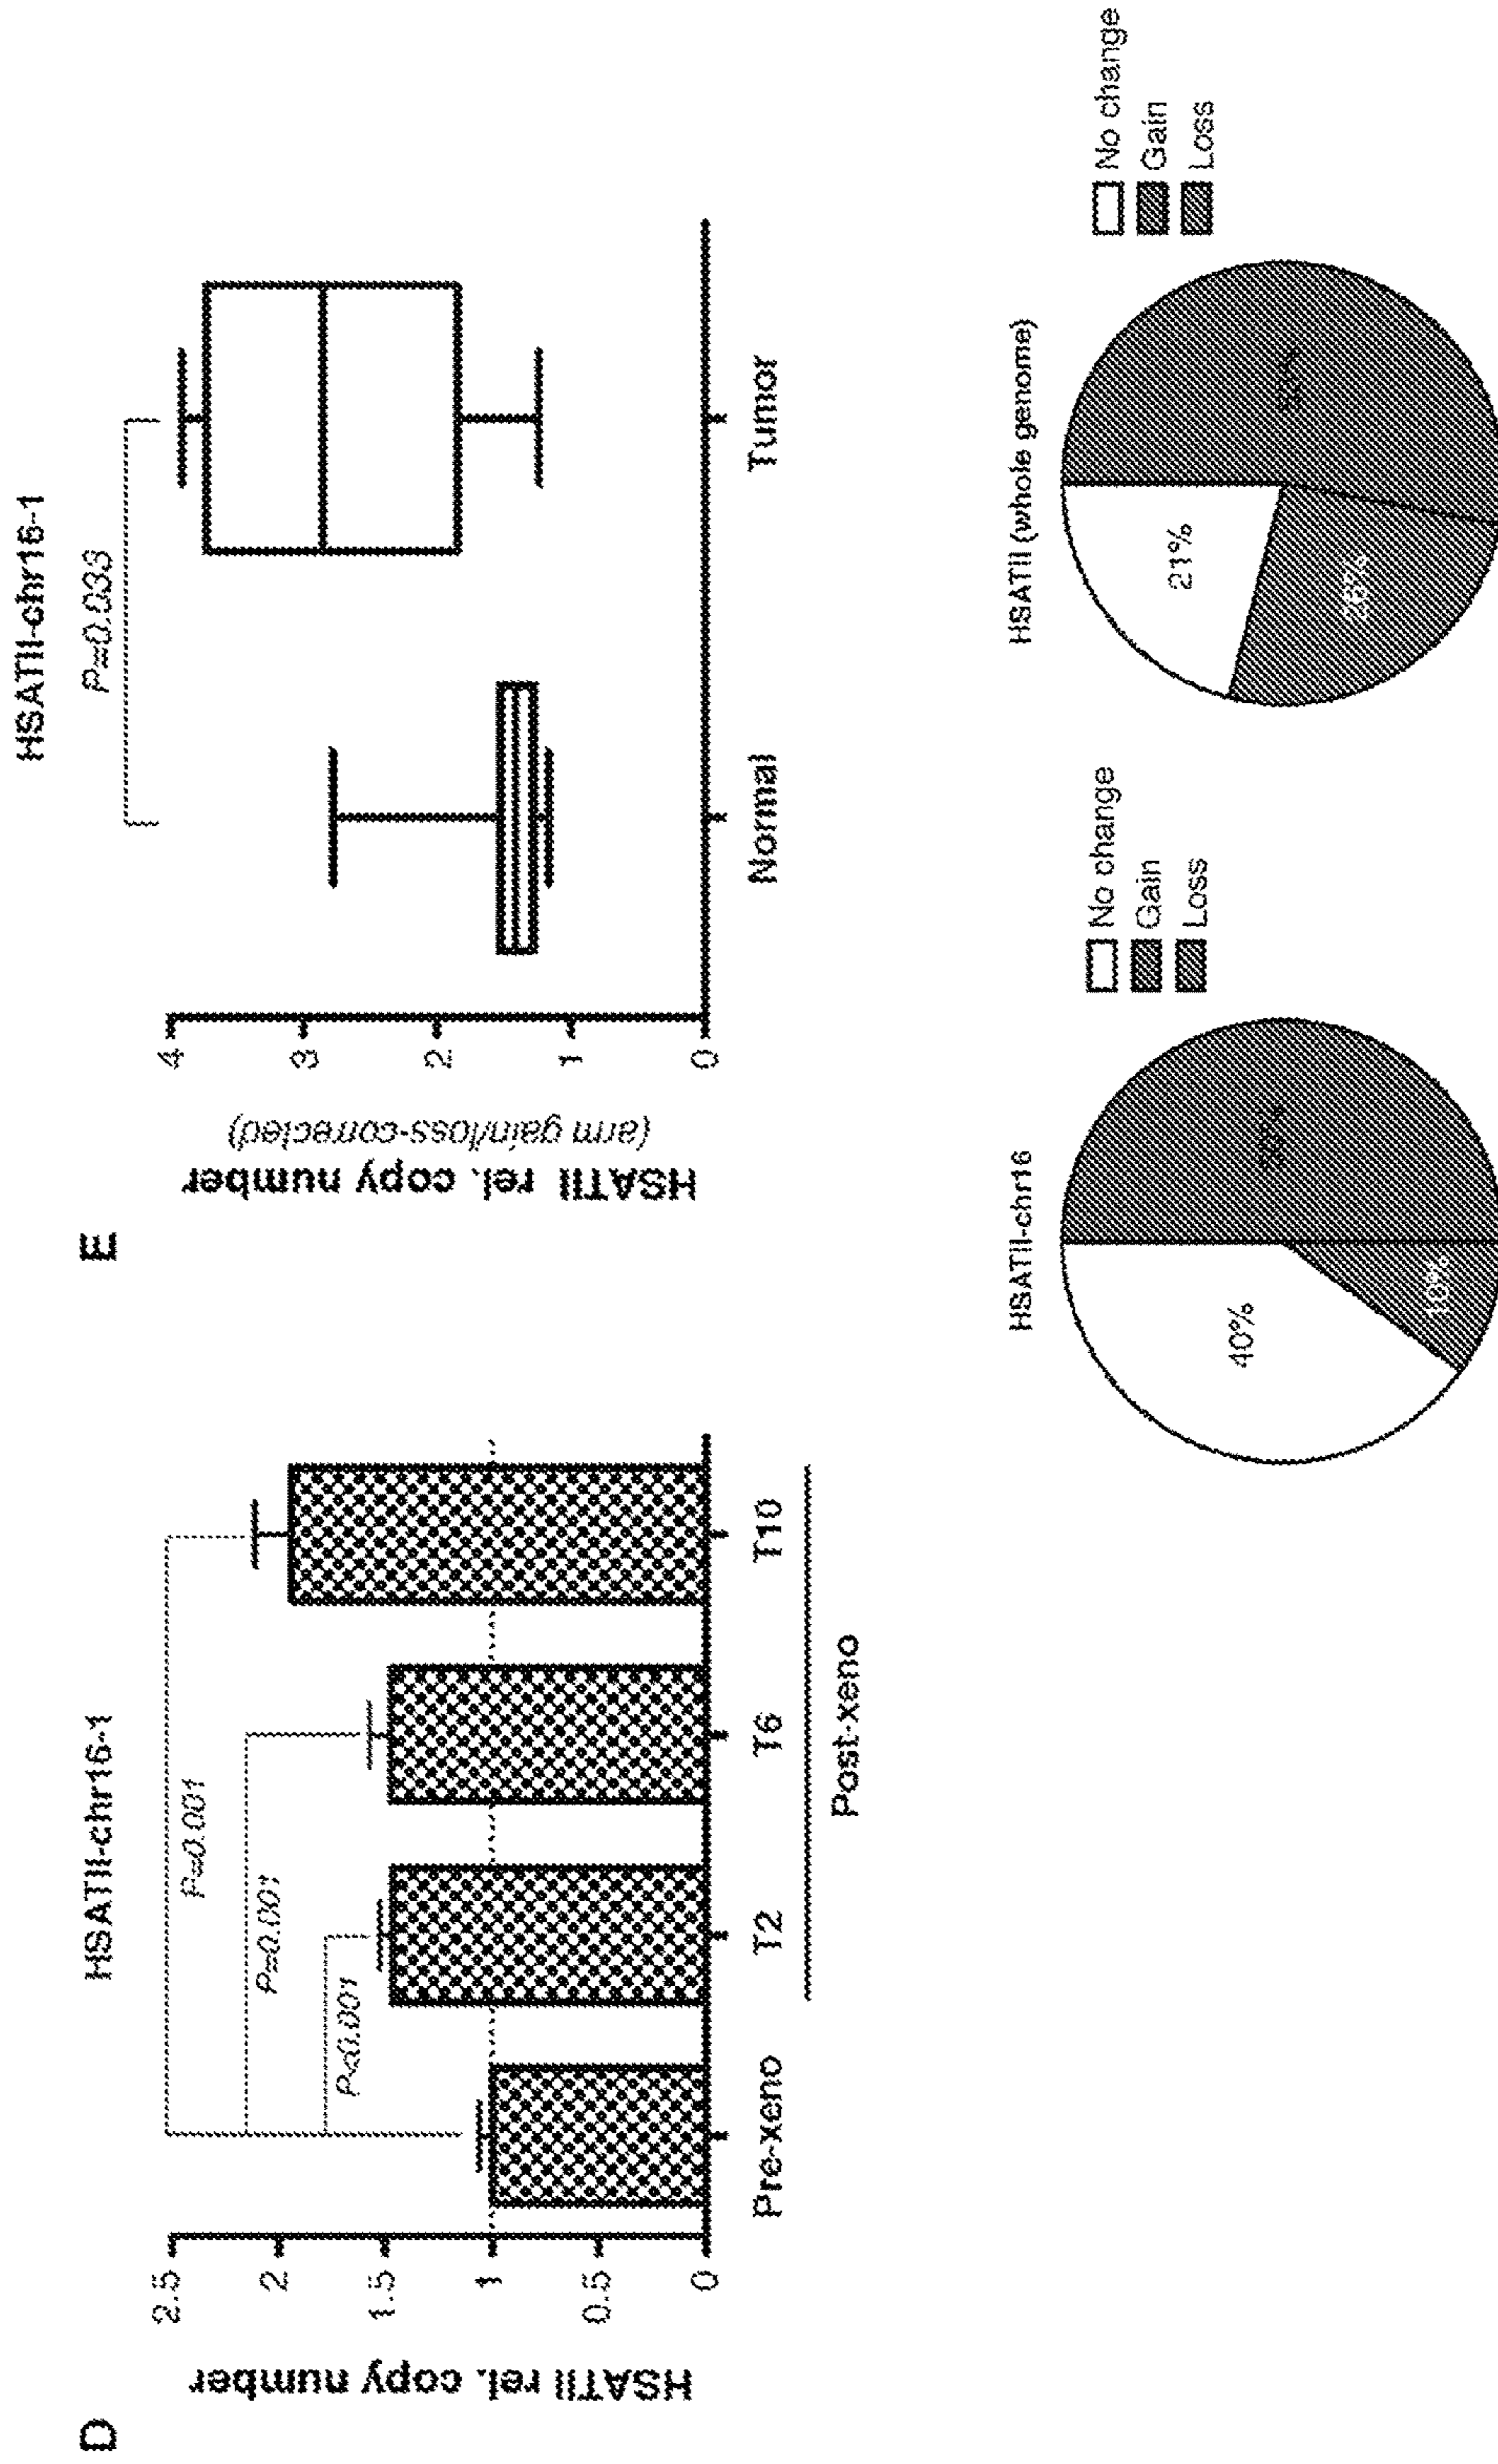 D
HSATII-chr16-1
P=0.001
P=0.001
P<0.001
HSATII rel. copy number
2.5
2
1.5
1
0.5
0
Pre-xeno
T2
T6
T10
Post-xeno
E
HSATII-chr16-1
P=0.033
HSATII rel. copy number
(arm gain/loss-corrected)
4
3
2
1
0
Normal
Tumor
HSATII-chr16
40%
10%
No change
Gain
Loss
HSATII (whole genome)
21%
No change
Gain
Loss